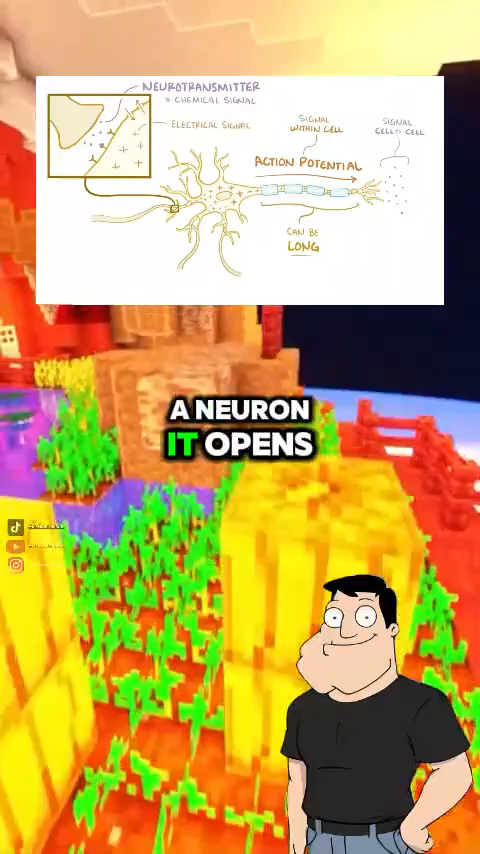 NEUROTRANSMITTER
× CHEMICAL SIGNAL
ELECTRICAL SIGNAL
SIGNAL
WITHIN CELL
SIGNAL
CELL → CELL
ACTION POTENTIAL
CAN BE
LONG
A NEURON
IT OPENS